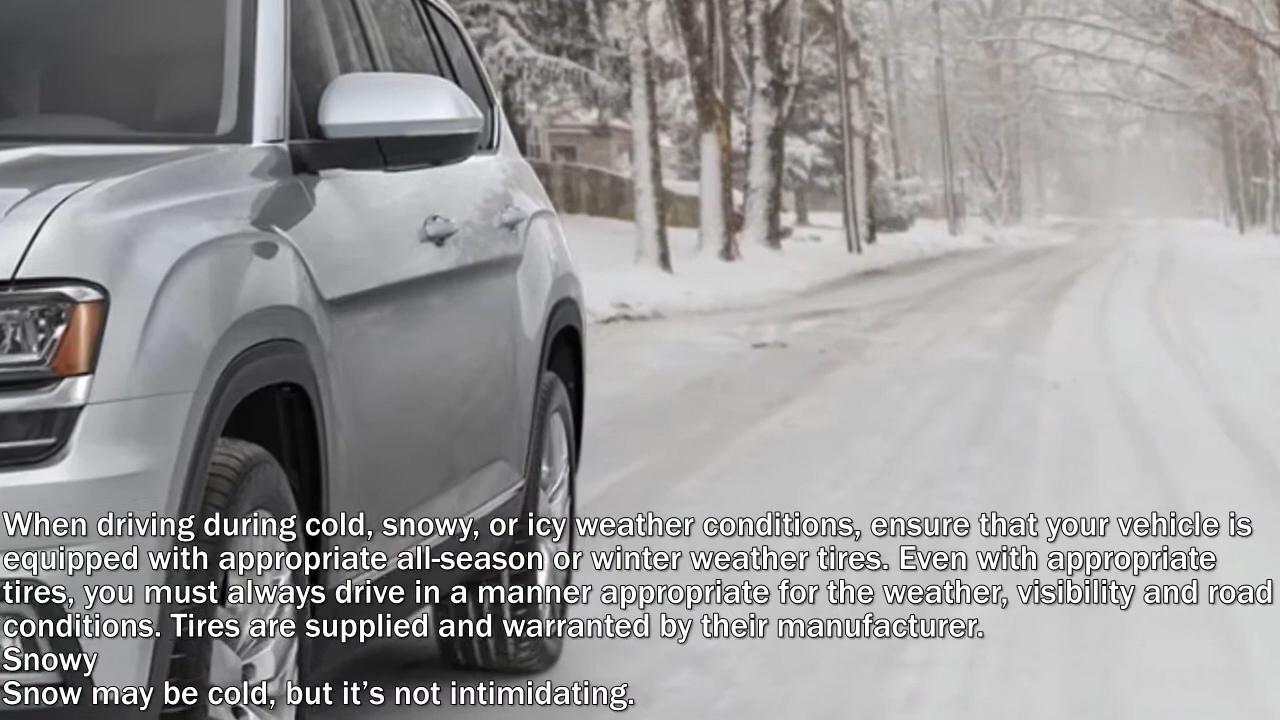 When driving during cold, snowy, or icy weather conditions, ensure that your vehicle is
equipped with appropriate all-season or winter weather tires. Even with appropriate
tires, you must always drive in a manner appropriate for the weather, visibility and road
conditions. Tires are supplied and warranted by their manufacturer.
Snowy
Snow may be cold, but it’s not intimidating.